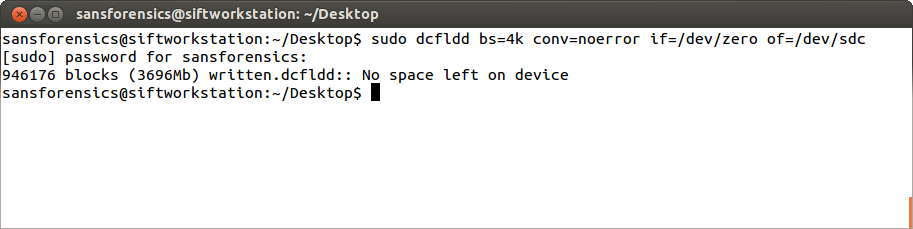 sansforensics@siftworkstation: ~/Desktop
sansforensics@siftworkstation:~/Desktop$ sudo dcfldd bs=4k conv=noerror if=/dev/zero of=/dev/sdc
[sudo] password for sansforensics:
946176 blocks (3696Mb) written.dcfldd:: No space left on device
sansforensics@siftworkstation:~/Desktop$